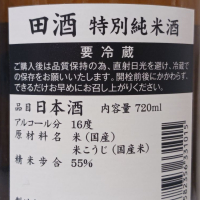 田酒 特別純米酒
要冷蔵
ご購入後は品質保持の為、直射日光を避け、冷蔵で
の保存をお願いいたします。開栓前後にかかわらず、
できるだけお早めにお召し上がり下さい。
品目 日本酒 内容量 720ml
アルコール分 16度
原材料名 米(国産)
米こうじ(国産米)
精米歩合 55%